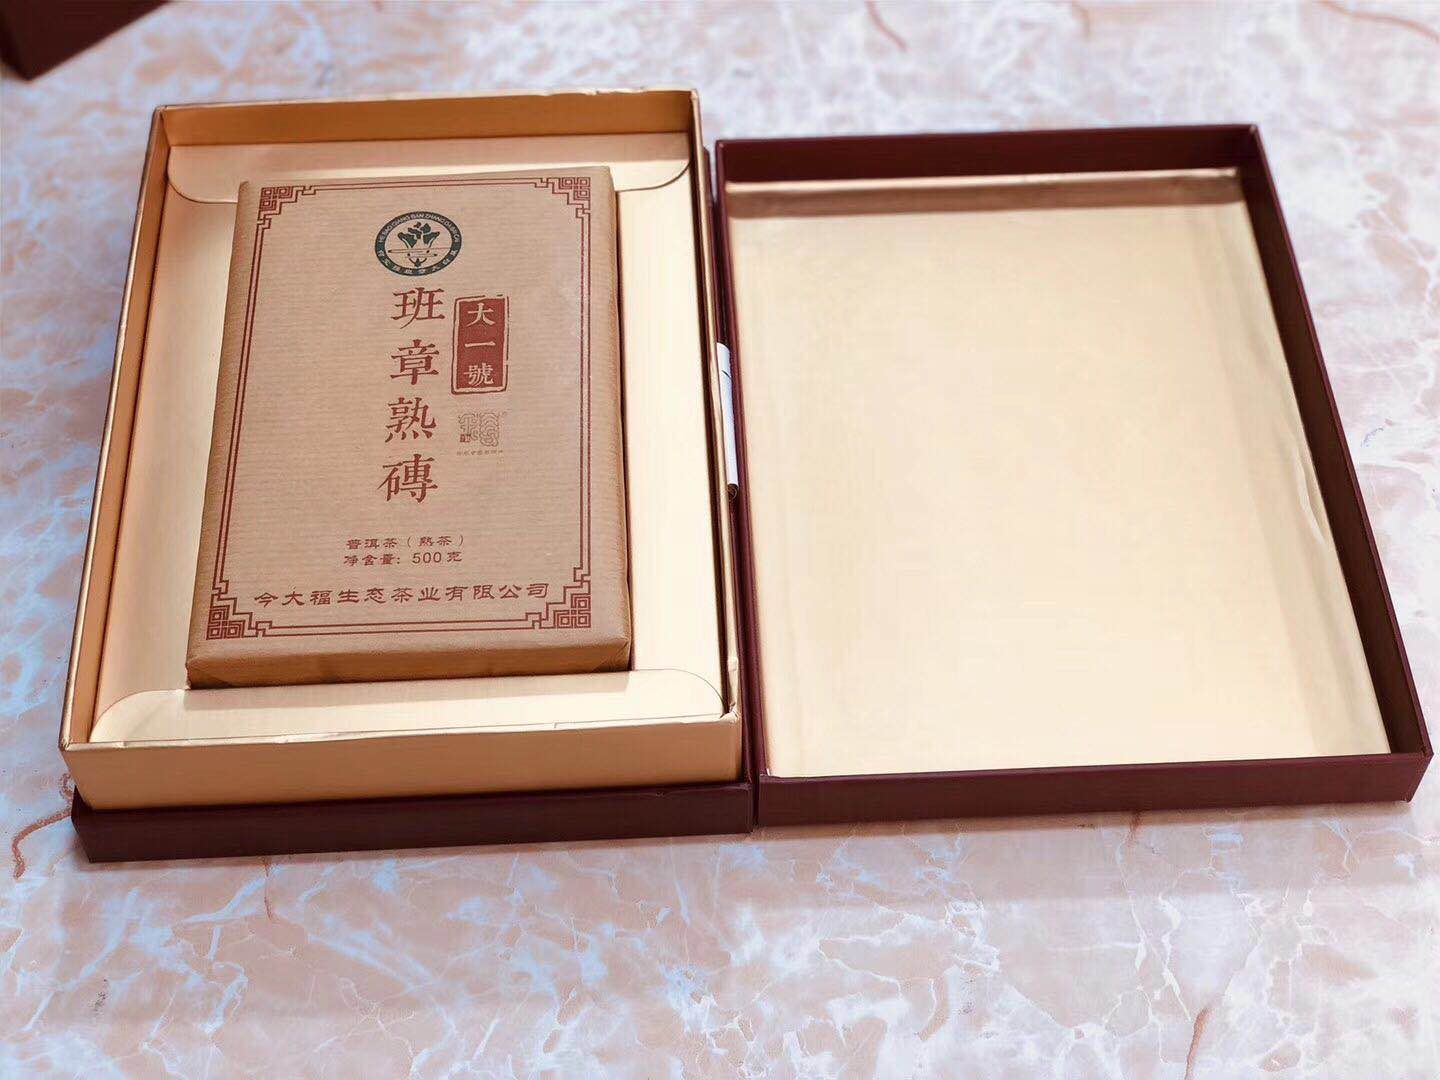 班章熟磚
大一號
普洱茶（熟茶）
净含量：500克
今大福生态茶业有限公司